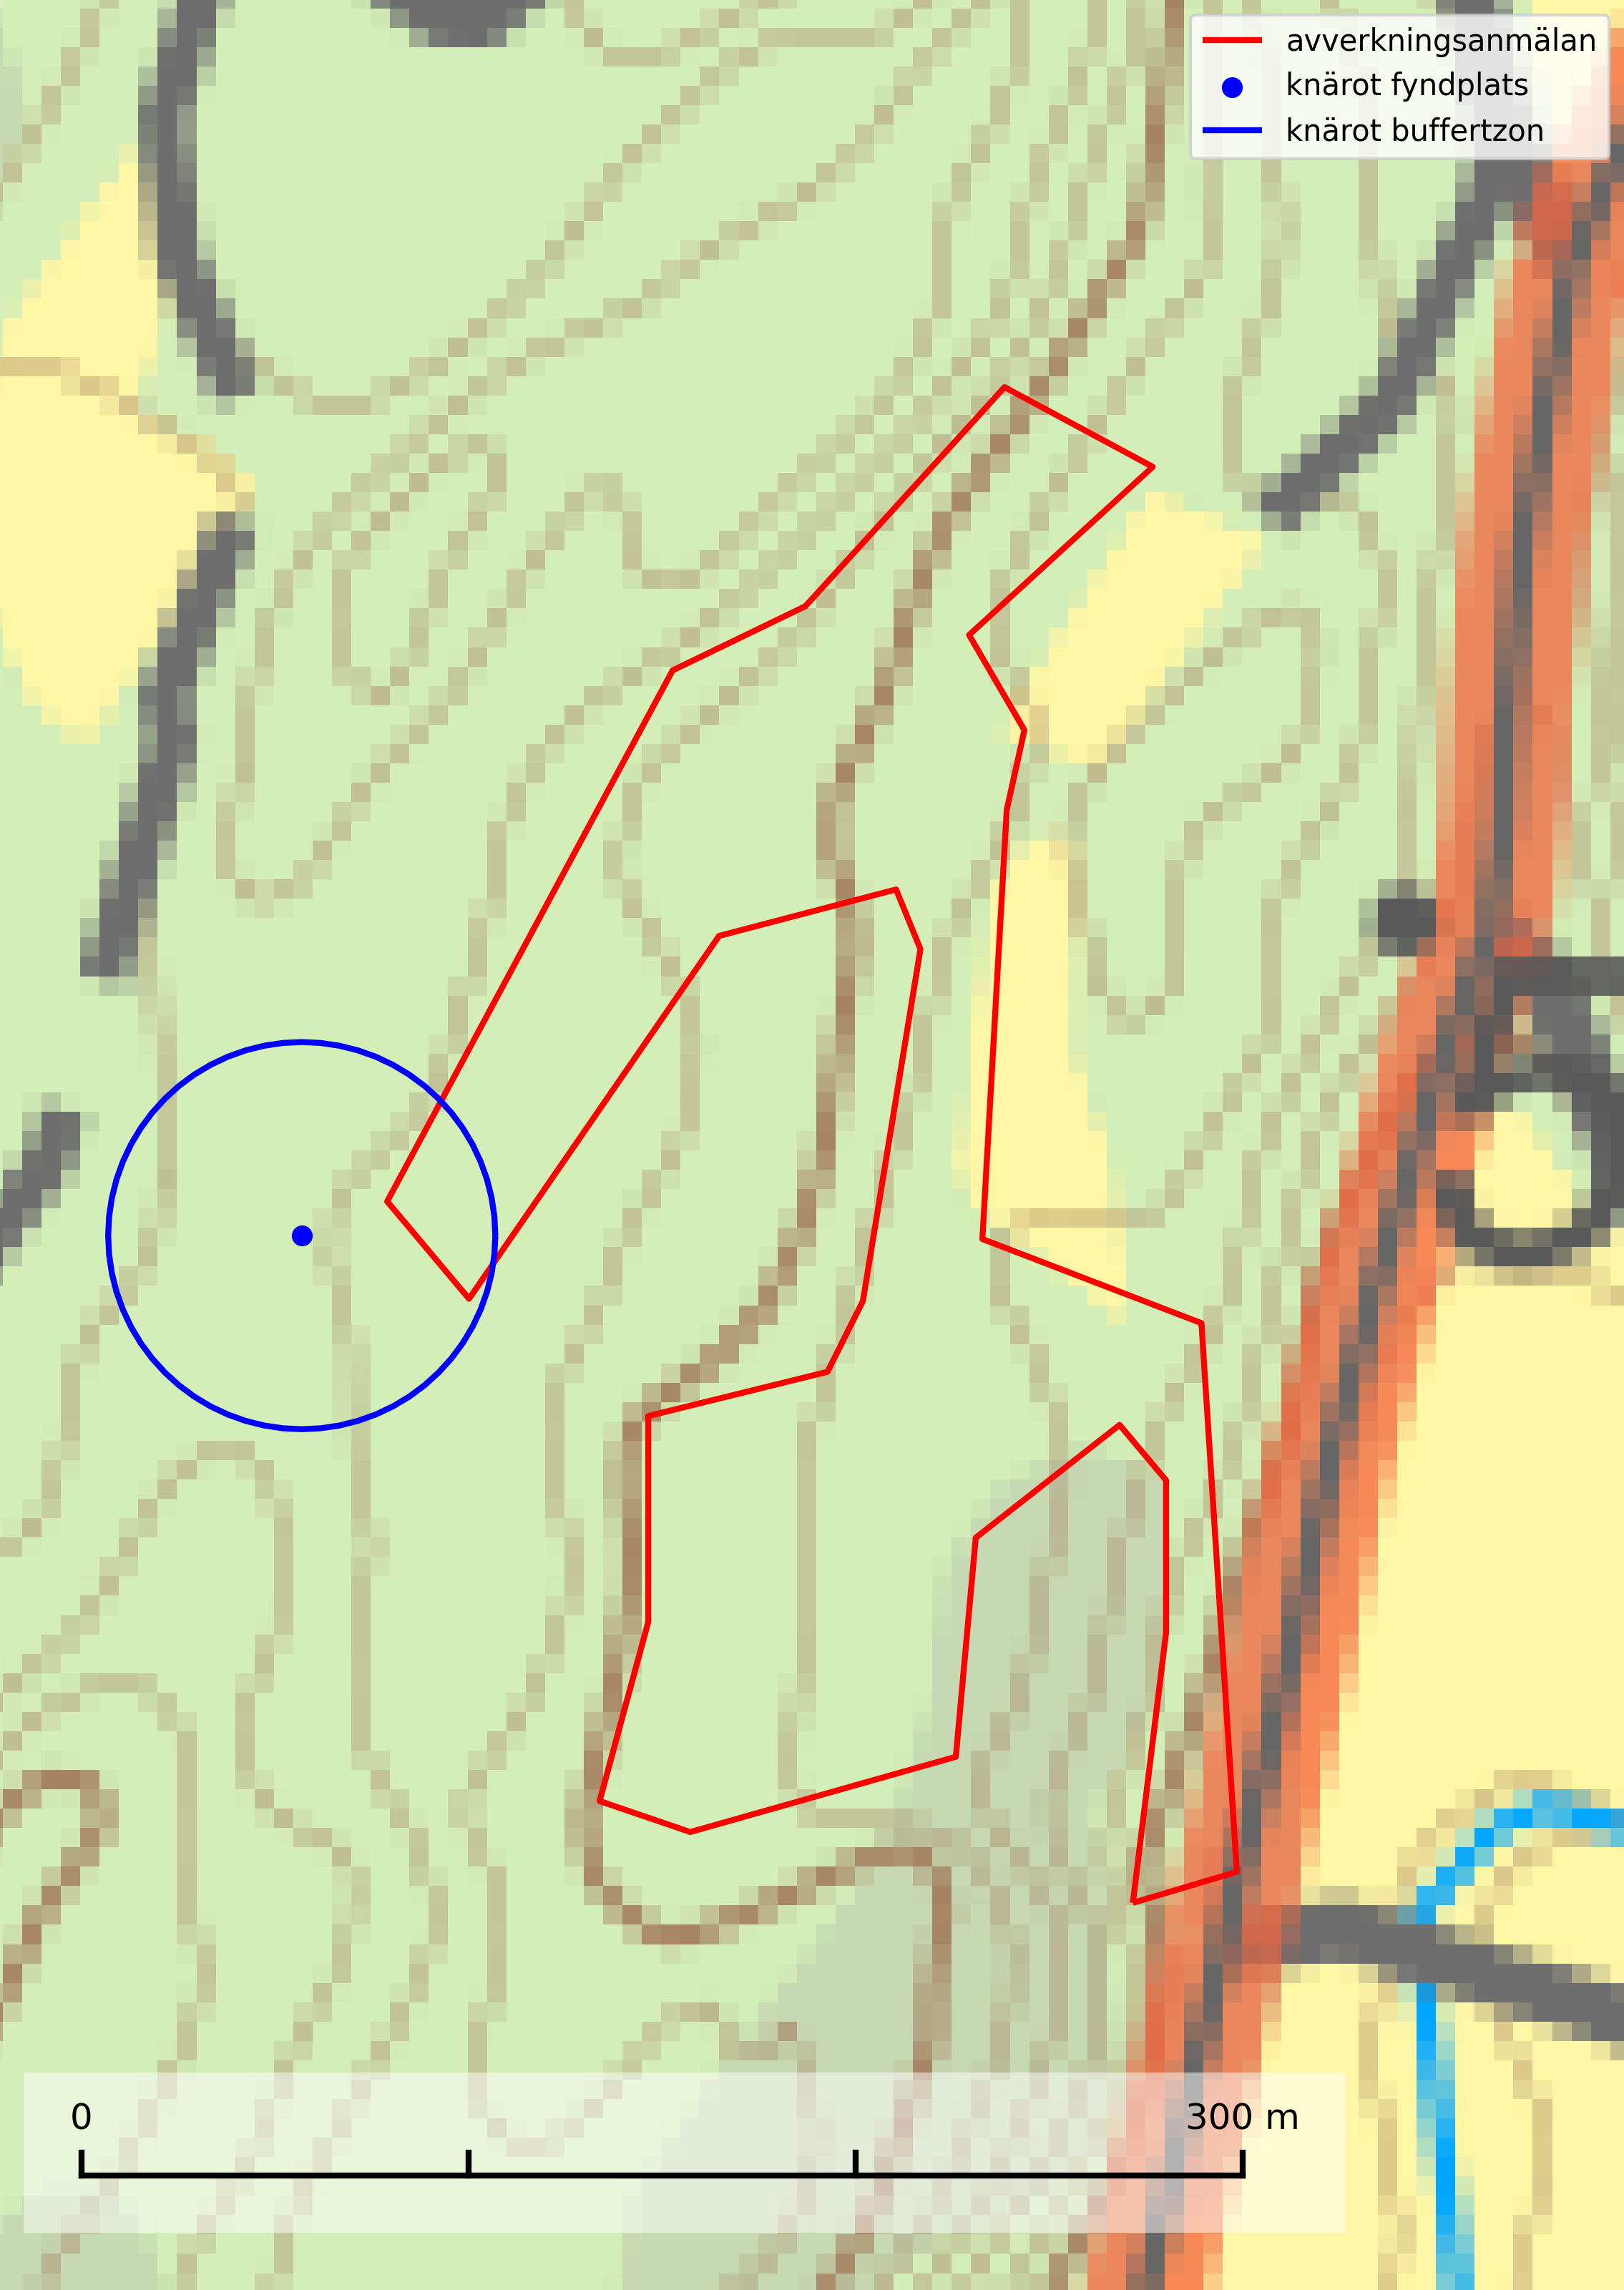 avverkningsanmälan
knärot fyndplats
knärot buffertzon
0
300 m